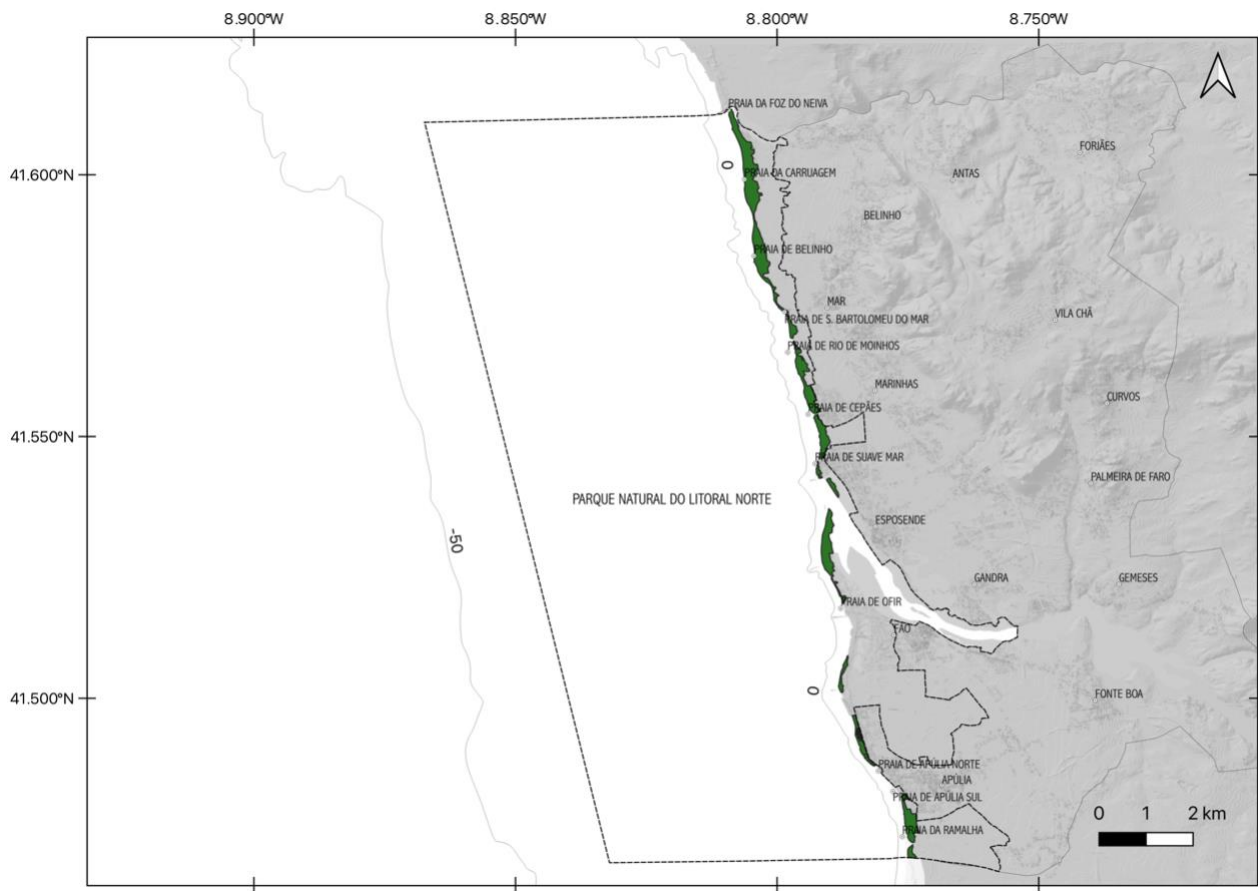 8.900°W 8.850°W 8.800°W 8.750°W
PRAIA DA FOZ DO NEIVA
FORJÃES
41.600°N
0
PRAIA DA CARRUAGEM
ANTAS
BELINHO
PRAIA DE BELINHO
MAR
VILA CHÃ
PRAIA DE S. BARTOLOMEU DO MAR
PRAIA DE RIO DE MOINHOS
MARINHAS
CURVOS
PRAIA DE CEPÃES
41.550°N
PRAIA DE SUAVE MAR
PALMEIRA DE FARO
PARQUE NATURAL DO LITORAL NORTE
ESPOSENDE
-50
GANDRA
GEMESES
PRAIA DE OFIR
FÃO
41.500°N
0
FONTE BOA
PRAIA DE APÚLIA NORTE
APÚLIA
PRAIA DE APÚLIA SUL
0 1 2 km
PRAIA DA RAMALHA